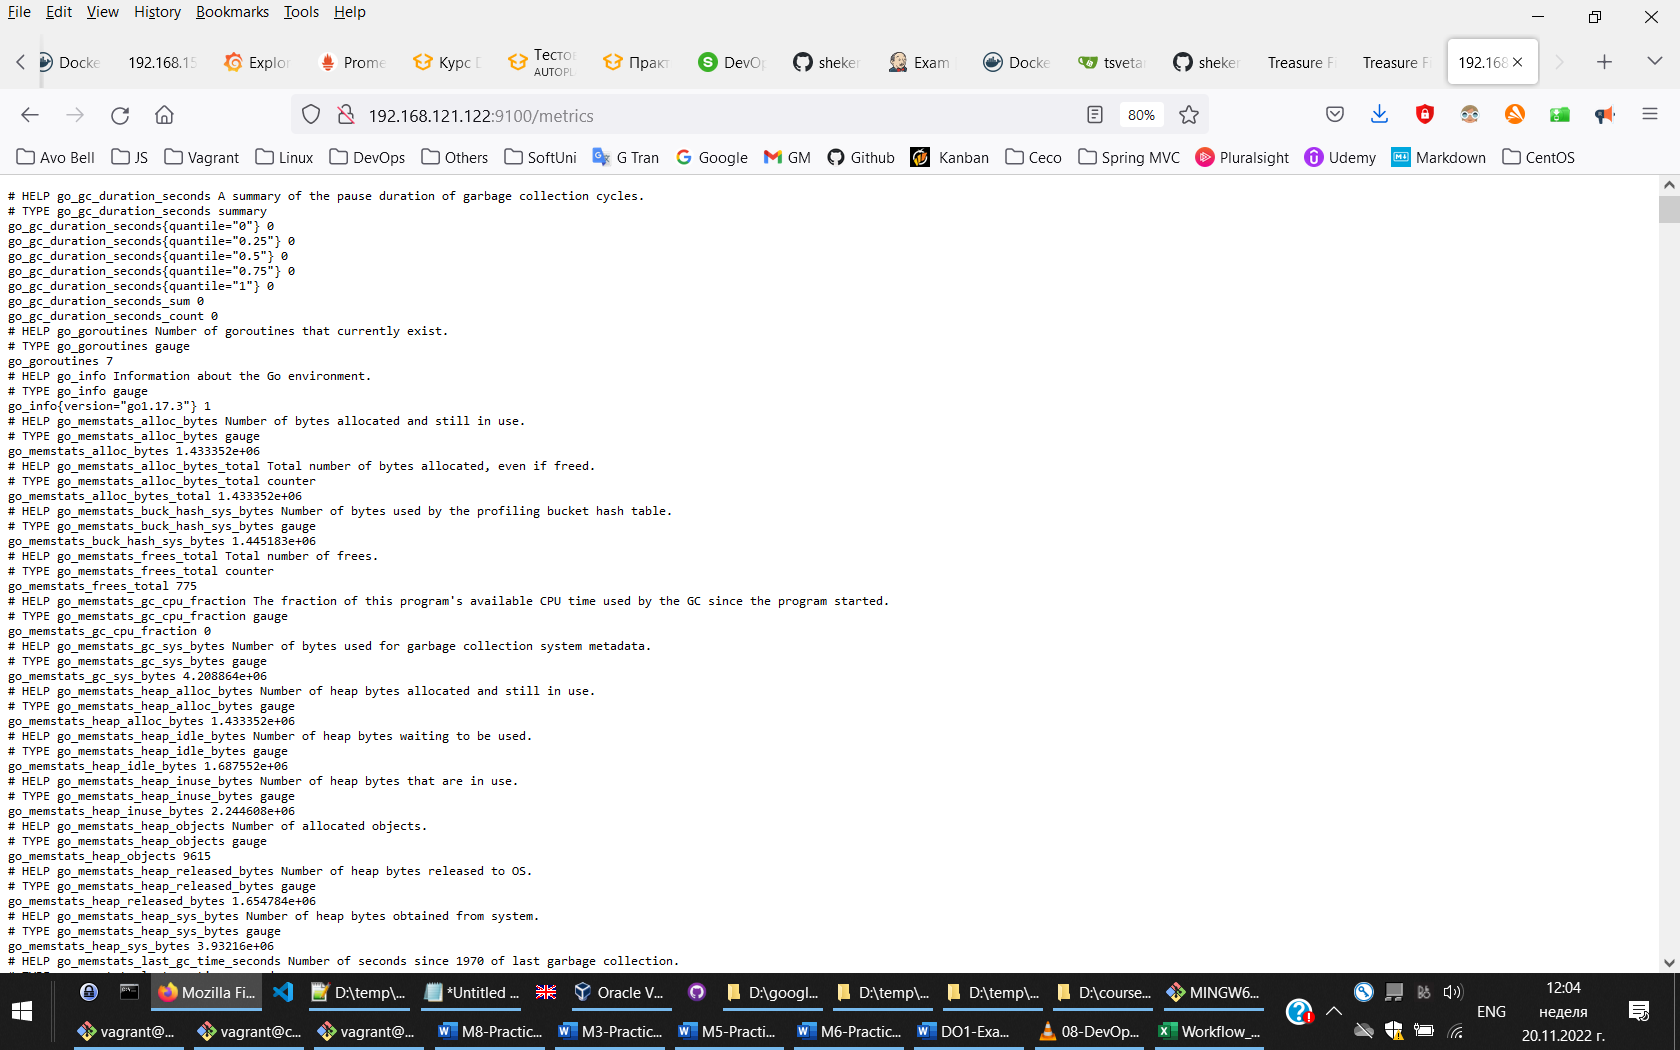 File Edit View History Bookmarks Tools Help
Docke 192.168.15 Explor Prome Курс D Тестов AUTOPL Практ DevOp sheker Exam Docke tsvetan sheker Treasure Fi Treasure Fi 192.168
192.168.121.122:9100/metrics 80%
Avo Bell JS Vagrant Linux DevOps Others SoftUni G Tran Google GM Github Kanban Ceco Spring MVC Pluralsight Udemy Markdown CentOS
# HELP go_gc_duration_seconds A summary of the pause duration of garbage collection cycles.
# TYPE go_gc_duration_seconds summary
go_gc_duration_seconds{quantile="0"} 0
go_gc_duration_seconds{quantile="0.25"} 0
go_gc_duration_seconds{quantile="0.5"} 0
go_gc_duration_seconds{quantile="0.75"} 0
go_gc_duration_seconds{quantile="1"} 0
go_gc_duration_seconds_sum 0
go_gc_duration_seconds_count 0
# HELP go_goroutines Number of goroutines that currently exist.
# TYPE go_goroutines gauge
go_goroutines 7
# HELP go_info Information about the Go environment.
# TYPE go_info gauge
go_info{version="go1.17.3"} 1
# HELP go_memstats_alloc_bytes Number of bytes allocated and still in use.
# TYPE go_memstats_alloc_bytes gauge
go_memstats_alloc_bytes 1.433352e+06
# HELP go_memstats_alloc_bytes_total Total number of bytes allocated, even if freed.
# TYPE go_memstats_alloc_bytes_total counter
go_memstats_alloc_bytes_total 1.433352e+06
# HELP go_memstats_buck_hash_sys_bytes Number of bytes used by the profiling bucket hash table.
# TYPE go_memstats_buck_hash_sys_bytes gauge
go_memstats_buck_hash_sys_bytes 1.445183e+06
# HELP go_memstats_frees_total Total number of frees.
# TYPE go_memstats_frees_total counter
go_memstats_frees_total 775
# HELP go_memstats_gc_cpu_fraction The fraction of this program's available CPU time used by the GC since the program started.
# TYPE go_memstats_gc_cpu_fraction gauge
go_memstats_gc_cpu_fraction 0
# HELP go_memstats_gc_sys_bytes Number of bytes used for garbage collection system metadata.
# TYPE go_memstats_gc_sys_bytes gauge
go_memstats_gc_sys_bytes 4.208864e+06
# HELP go_memstats_heap_alloc_bytes Number of heap bytes allocated and still in use.
# TYPE go_memstats_heap_alloc_bytes gauge
go_memstats_heap_alloc_bytes 1.433352e+06
# HELP go_memstats_heap_idle_bytes Number of heap bytes waiting to be used.
# TYPE go_memstats_heap_idle_bytes gauge
go_memstats_heap_idle_bytes 1.687552e+06
# HELP go_memstats_heap_inuse_bytes Number of heap bytes that are in use.
# TYPE go_memstats_heap_inuse_bytes gauge
go_memstats_heap_inuse_bytes 2.244608e+06
# HELP go_memstats_heap_objects Number of allocated objects.
# TYPE go_memstats_heap_objects gauge
go_memstats_heap_objects 9615
# HELP go_memstats_heap_released_bytes Number of heap bytes released to OS.
# TYPE go_memstats_heap_released_bytes gauge
go_memstats_heap_released_bytes 1.654784e+06
# HELP go_memstats_heap_sys_bytes Number of heap bytes obtained from system.
# TYPE go_memstats_heap_sys_bytes gauge
go_memstats_heap_sys_bytes 3.93216e+06
# HELP go_memstats_last_gc_time_seconds Number of seconds since 1970 of last garbage collection.
Mozilla Fi... D:\temp\... *Untitled ... Oracle V... D:\googl... D:\temp\... D:\temp\... D:\course... MINGW6...
vagrant@... vagrant@c... vagrant@... M8-Practic... M3-Practic... M5-Practi... M6-Practic... DO1-Exa... 08-DevOp... Workflow_...
ENG
12:04
неделя
20.11.2022 г.